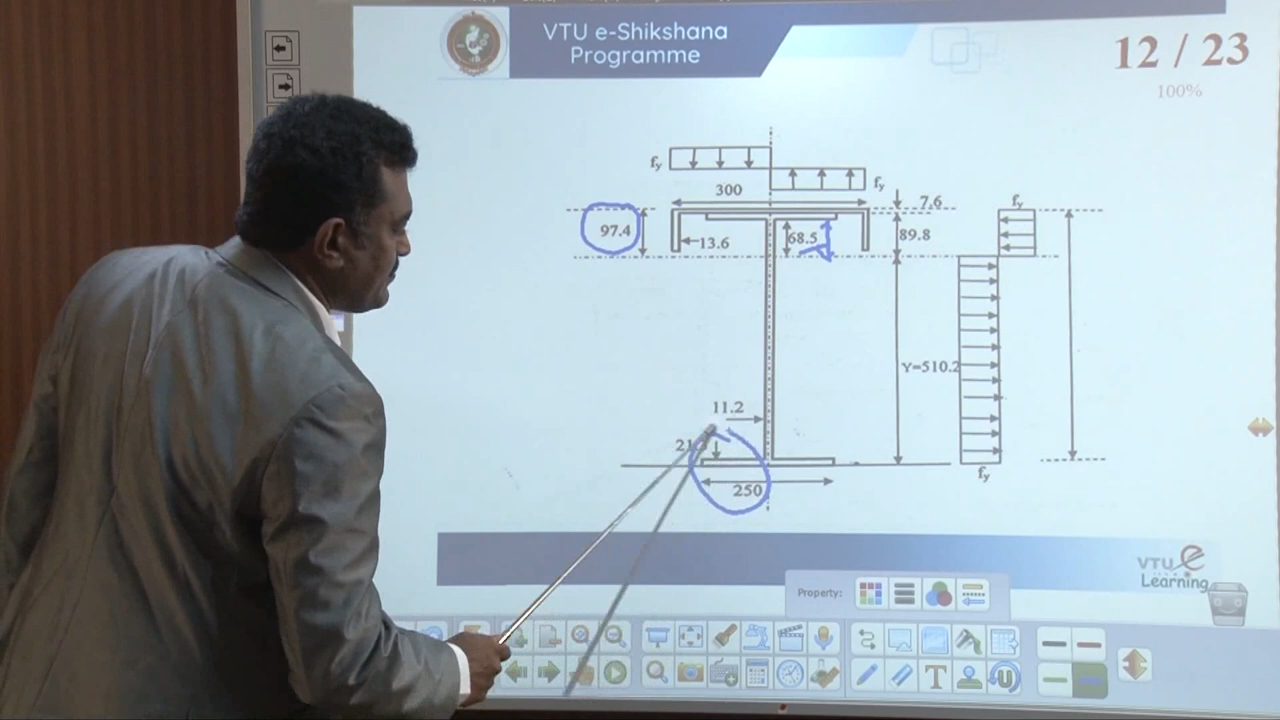 VTU e-Shikshana
Programme
12 / 23
100%
fy
fy
300
7.6
fy
97.4
13.6
68.5
89.8
Y=510.2
11.2
250
fy
VTU e
Learning
Property:
T